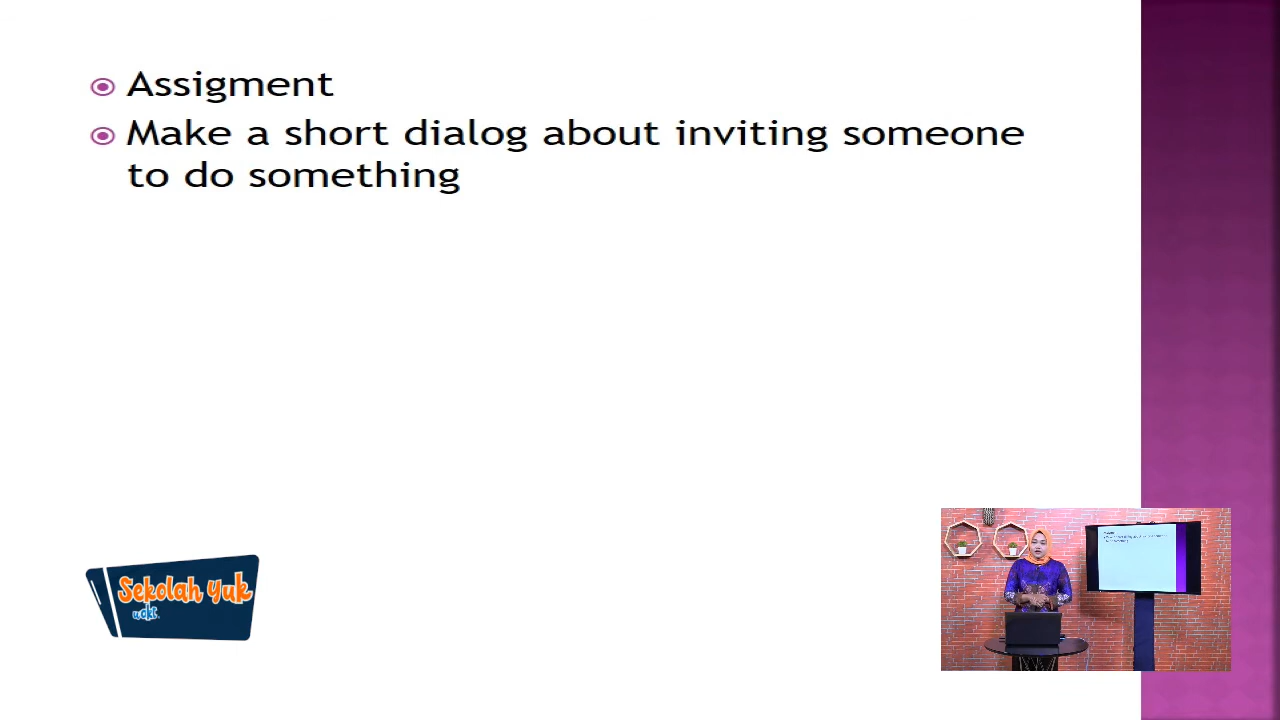 Assigment
Make a short dialog about inviting someone
to do something
Sekolah Yuk